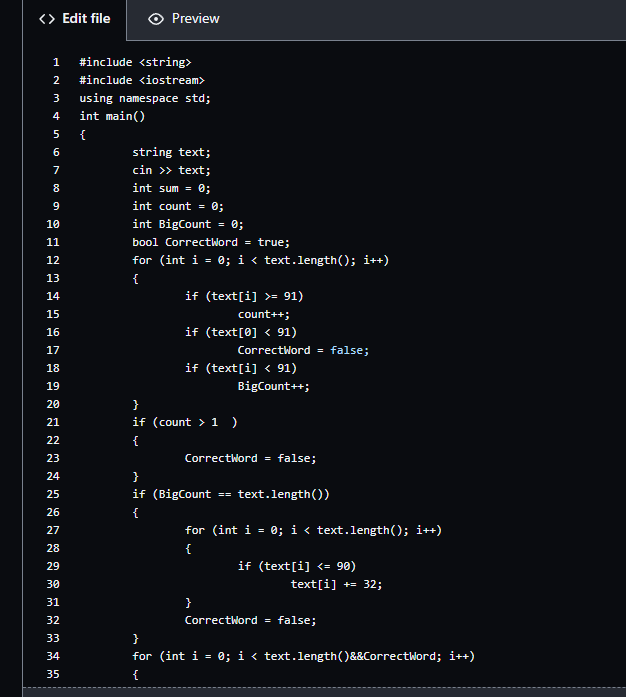 <> Edit file
Preview
1 #include <string>
2 #include <iostream>
3 using namespace std;
4 int main()
5 {
6 string text;
7 cin >> text;
8 int sum = 0;
9 int count = 0;
10 int BigCount = 0;
11 bool CorrectWord = true;
12 for (int i = 0; i < text.length(); i++)
13 {
14 if (text[i] >= 91)
15 count++;
16 if (text[0] < 91)
17 CorrectWord = false;
18 if (text[i] < 91)
19 BigCount++;
20 }
21 if (count > 1  )
22 {
23 CorrectWord = false;
24 }
25 if (BigCount == text.length())
26 {
27 for (int i = 0; i < text.length(); i++)
28 {
29 if (text[i] <= 90)
30 text[i] += 32;
31 }
32 CorrectWord = false;
33 }
34 for (int i = 0; i < text.length()&&CorrectWord; i++)
35 {